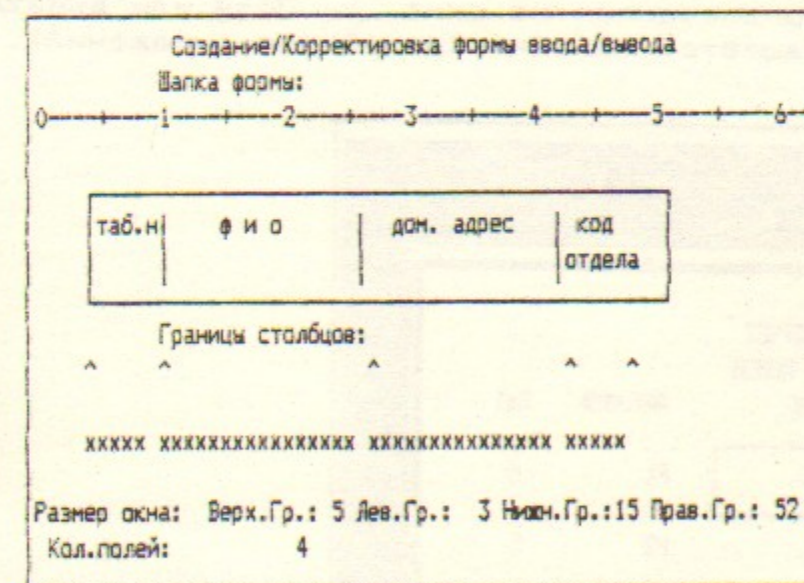 Создание/Корректировка формы ввода/вывода
Шапка формы:
0----+----1----+----2----+----3----+----4----+----5----+----6--
таб.н ф и о дом. адрес код
отдела
Границы столбцов:
^ ^ ^ ^ ^
xxxxx xxxxxxxxxxxxxxxx xxxxxxxxxxxxxxx xxxxx
Размер окна: Верх.Гр.: 5 Лев.Гр.: 3 Нижн.Гр.:15 Прав.Гр.: 52
Кол.полей: 4